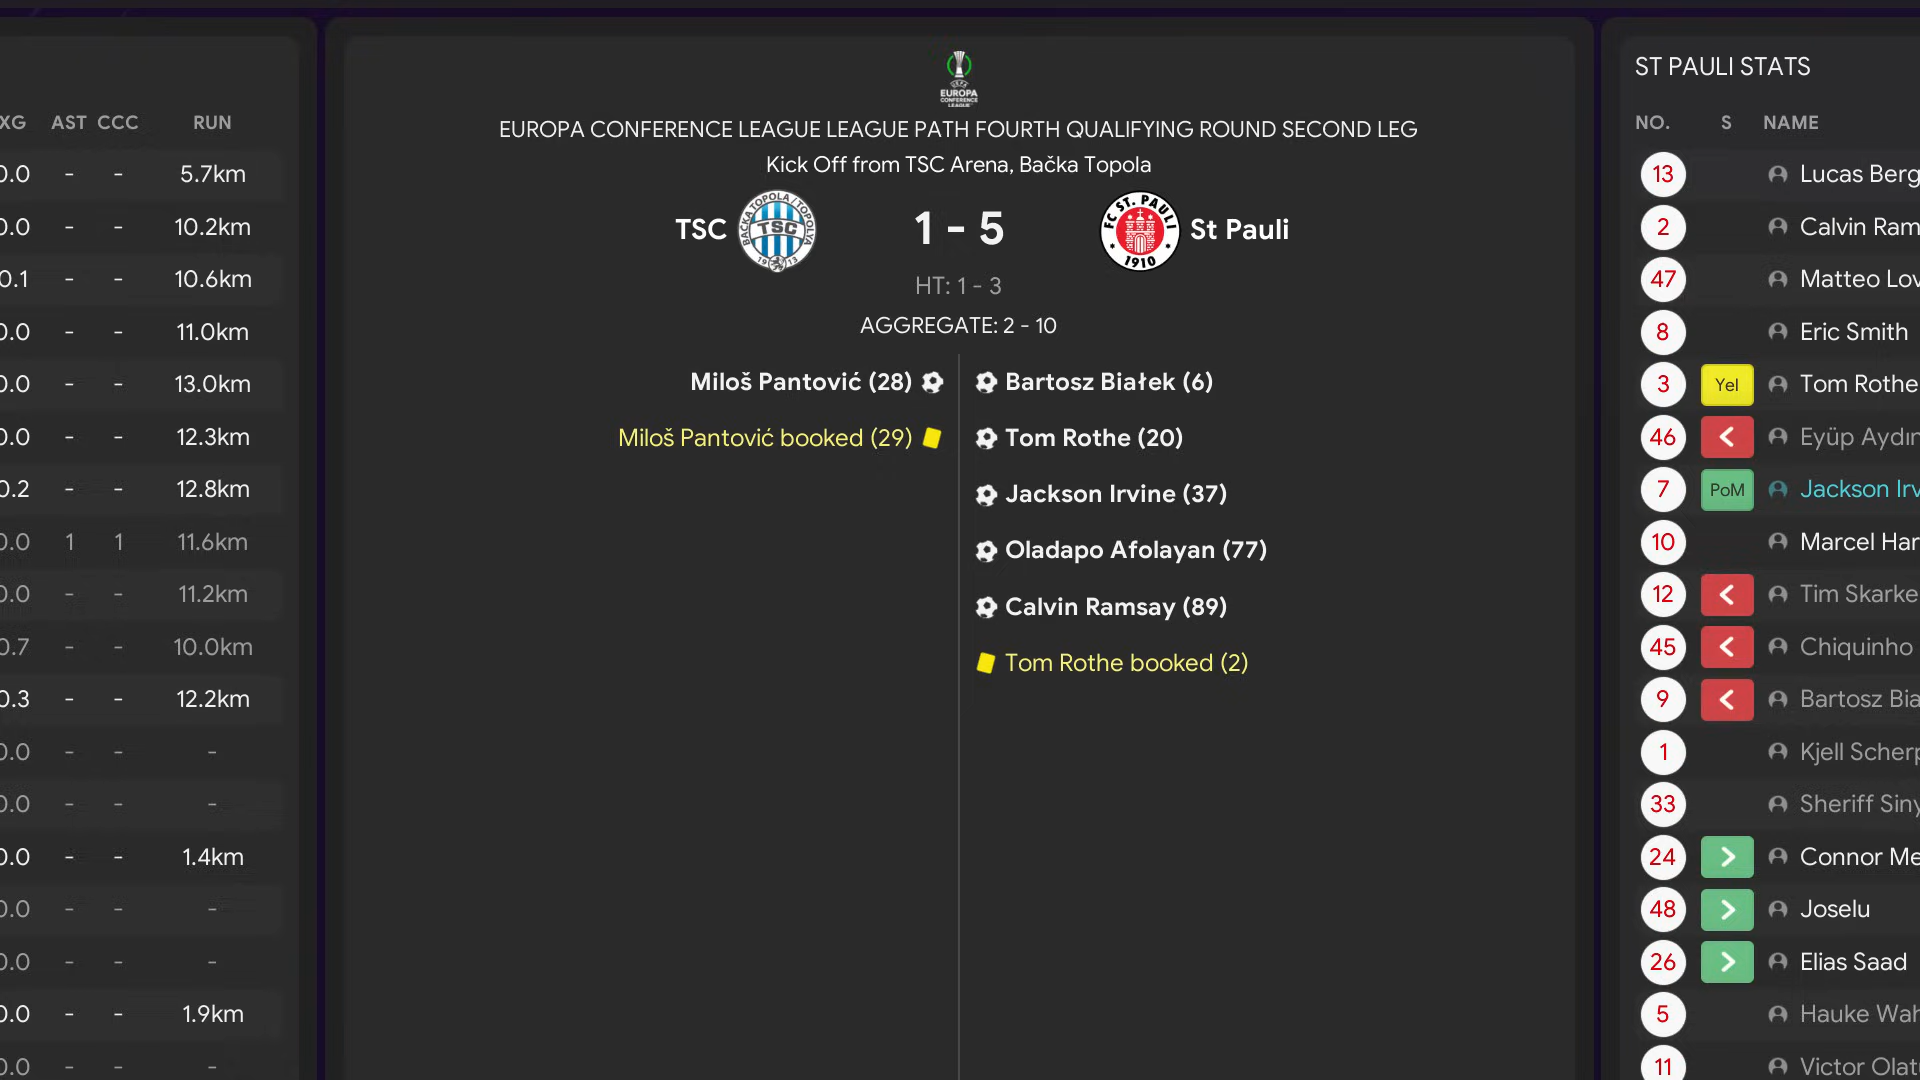 XG AST CCC RUN
0.0 - - 5.7km
0.0 - - 10.2km
0.1 - - 10.6km
0.0 - - 11.0km
0.0 - - 13.0km
0.0 - - 12.3km
0.2 - - 12.8km
0.0 1 1 11.6km
0.0 - - 11.2km
0.7 - - 10.0km
0.3 - - 12.2km
0.0 - - -
0.0 - - -
0.0 - - 1.4km
0.0 - - -
0.0 - - -
0.0 - - 1.9km
0.0 - - -
EUROPA
CONFERENCE
LEAGUE
EUROPA CONFERENCE LEAGUE LEAGUE PATH FOURTH QUALIFYING ROUND SECOND LEG
Kick Off from TSC Arena, Bačka Topola
TSC 1 - 5 St Pauli
BAČKA TOPOLA / TOPOLYA
TSC
1913
FC ST. PAULI
1910
HT: 1 - 3
AGGREGATE: 2 - 10
Miloš Pantović (28)
Miloš Pantović booked (29)
Bartosz Białek (6)
Tom Rothe (20)
Jackson Irvine (37)
Oladapo Afolayan (77)
Calvin Ramsay (89)
Tom Rothe booked (2)
ST PAULI STATS
NO. S NAME
13 Lucas Berg
2 Calvin Ram
47 Matteo Lov
8 Eric Smith
3 Yel Tom Rothe
46 Eyüp Aydın
7 PoM Jackson Irv
10 Marcel Har
12 Tim Skarke
45 Chiquinho
9 Bartosz Bia
1 Kjell Scherp
33 Sheriff Siny
24 Connor Me
48 Joselu
26 Elias Saad
5 Hauke Wah
11 Victor Olat